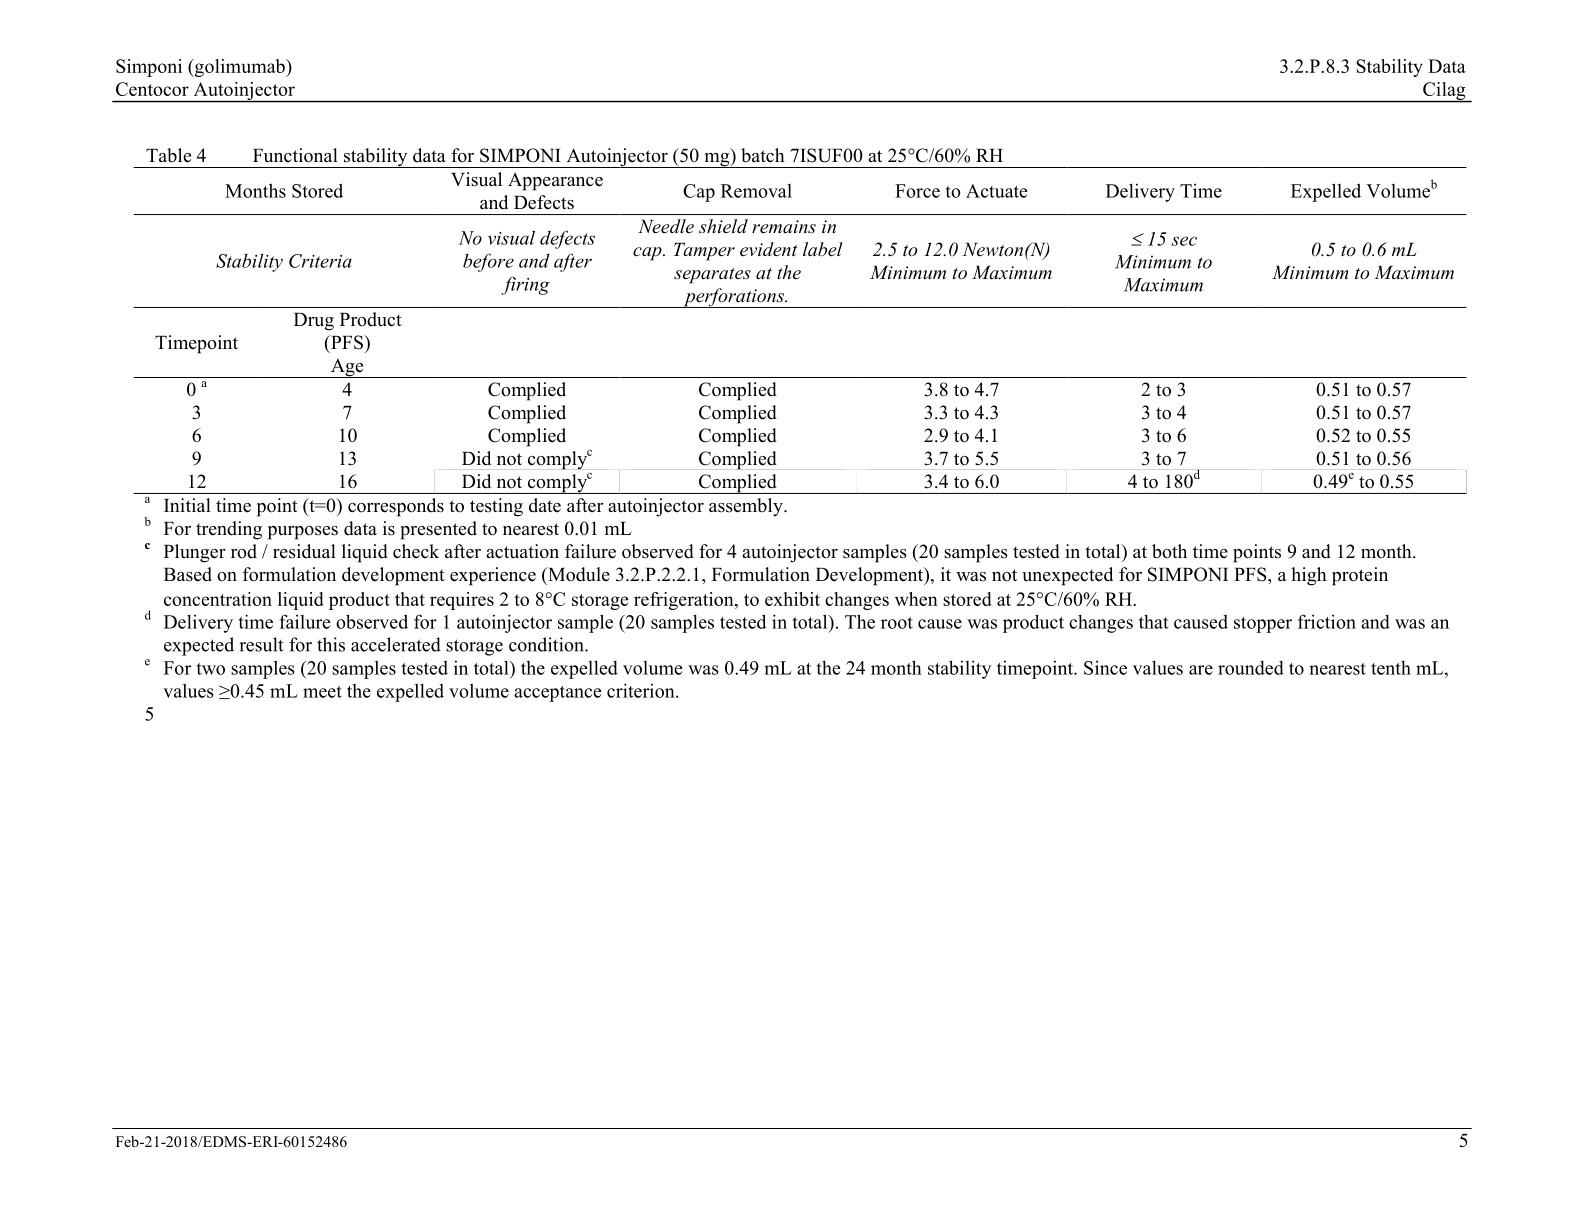 Simponi (golimumab) 3.2.P.8.3 Stability Data
Centocor Autoinjector Cilag
Table 4 Functional stability data for SIMPONI Autoinjector (50 mg) batch 7ISUF00 at 25°C/60% RH
Months Stored Visual Appearance and Defects Cap Removal Force to Actuate Delivery Time Expelled Volume^b
Stability Criteria No visual defects before and after firing Needle shield remains in cap. Tamper evident label separates at the perforations. 2.5 to 12.0 Newton(N) Minimum to Maximum ≤ 15 sec Minimum to Maximum 0.5 to 0.6 mL Minimum to Maximum
Timepoint Drug Product (PFS) Age
0 ^a 4 Complied Complied 3.8 to 4.7 2 to 3 0.51 to 0.57
3 7 Complied Complied 3.3 to 4.3 3 to 4 0.51 to 0.57
6 10 Complied Complied 2.9 to 4.1 3 to 6 0.52 to 0.55
9 13 Did not comply^c Complied 3.7 to 5.5 3 to 7 0.51 to 0.56
12 16 Did not comply^c Complied 3.4 to 6.0 4 to 180^d 0.49^e to 0.55
^a Initial time point (t=0) corresponds to testing date after autoinjector assembly.
^b For trending purposes data is presented to nearest 0.01 mL
^c Plunger rod / residual liquid check after actuation failure observed for 4 autoinjector samples (20 samples tested in total) at both time points 9 and 12 month.
Based on formulation development experience (Module 3.2.P.2.2.1, Formulation Development), it was not unexpected for SIMPONI PFS, a high protein
concentration liquid product that requires 2 to 8°C storage refrigeration, to exhibit changes when stored at 25°C/60% RH.
^d Delivery time failure observed for 1 autoinjector sample (20 samples tested in total). The root cause was product changes that caused stopper friction and was an
expected result for this accelerated storage condition.
^e For two samples (20 samples tested in total) the expelled volume was 0.49 mL at the 24 month stability timepoint. Since values are rounded to nearest tenth mL,
values ≥0.45 mL meet the expelled volume acceptance criterion.
5
Feb-21-2018/EDMS-ERI-60152486 5